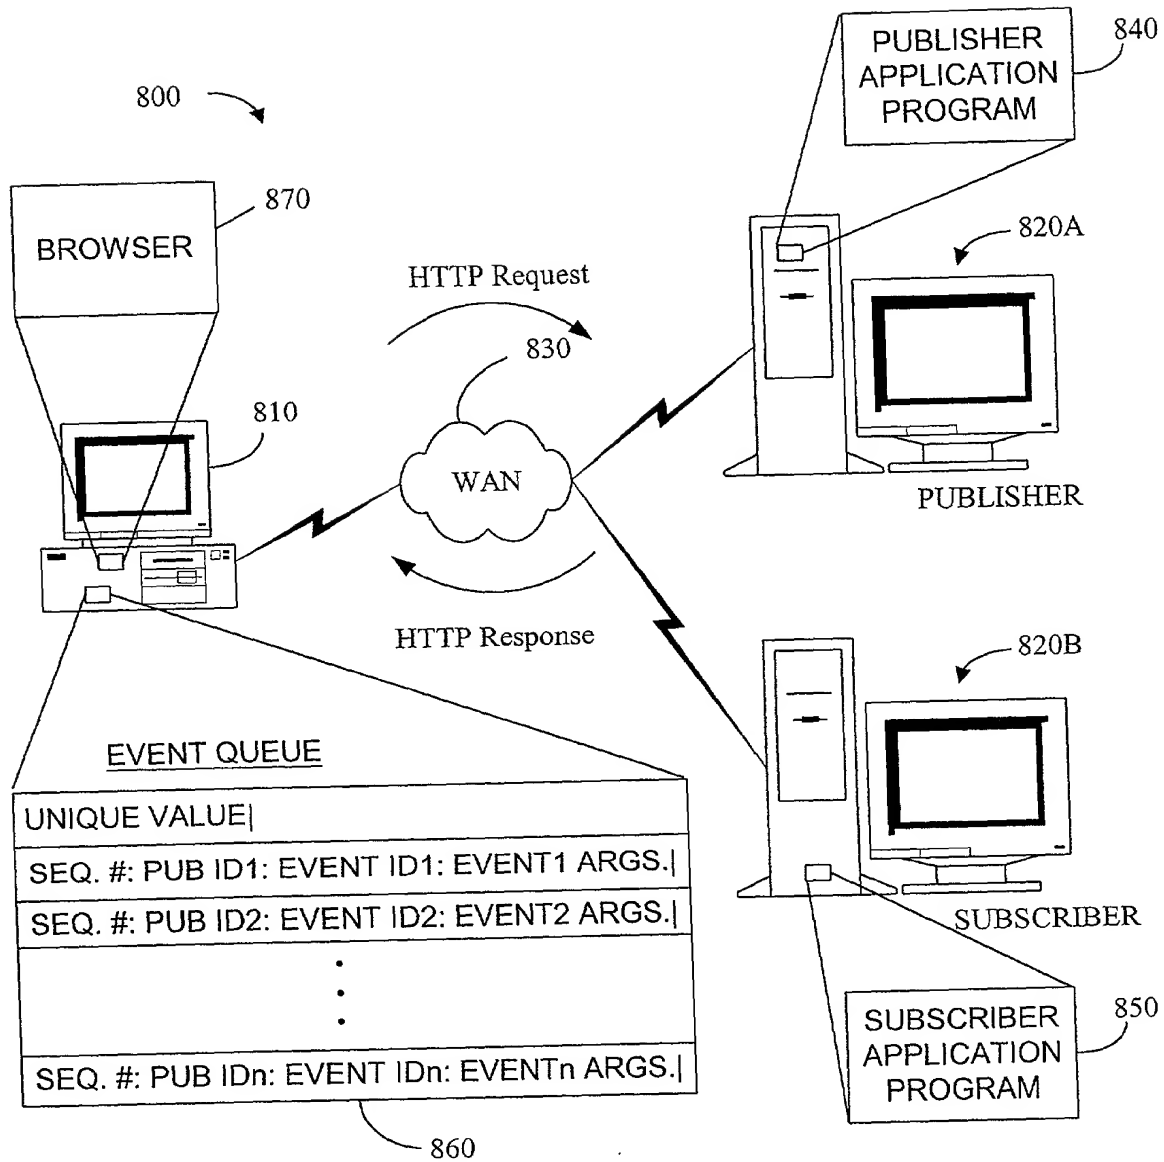 800
PUBLISHER
APPLICATION
PROGRAM
840
BROWSER
870
HTTP Request
820A
830
810
WAN
PUBLISHER
HTTP Response
820B
EVENT QUEUE
UNIQUE VALUE|
SEQ. #: PUB ID1: EVENT ID1: EVENT1 ARGS.|
SEQ. #: PUB ID2: EVENT ID2: EVENT2 ARGS.|
SEQ. #: PUB IDn: EVENT IDn: EVENTn ARGS.|
860
SUBSCRIBER
SUBSCRIBER
APPLICATION
PROGRAM
850